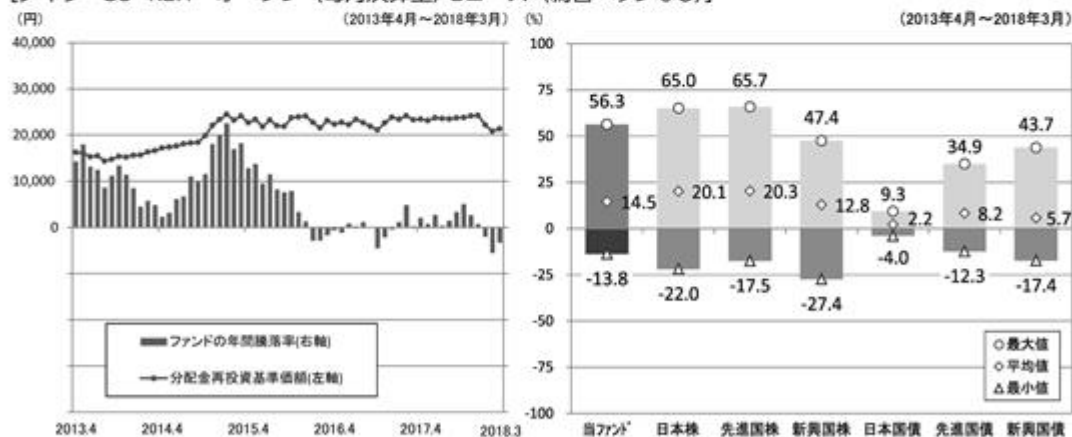 (円)
(2013年4月～2018年3月)
40,000
30,000
20,000
10,000
0
ファンドの年間騰落率(右軸)
分配金再投資基準価額(左軸)
2013.4 2014.4 2015.4 2016.4 2017.4 2018.3
(%)
(2013年4月～2018年3月)
100
75
50
25
0
-25
-50
-75
-100
56.3 65.0 65.7 47.4 9.3 34.9 43.7
14.5 20.1 20.3 12.8 2.2 8.2 5.7
-13.8 -22.0 -17.5 -27.4 -4.0 -12.3 -17.4
最大値
平均値
最小値
当ファンド 日本株 先進国株 新興国株 日本国債 先進国債 新興国債